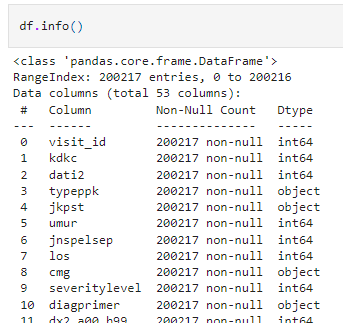 df.info()
<class 'pandas.core.frame.DataFrame'>
RangeIndex: 200217 entries, 0 to 200216
Data columns (total 53 columns):
 #   Column         Non-Null Count   Dtype
---  ------         --------------   -----
 0   visit_id       200217 non-null  int64
 1   kdkc           200217 non-null  int64
 2   dati2          200217 non-null  int64
 3   typeppk        200217 non-null  object
 4   jkpst          200217 non-null  object
 5   umur           200217 non-null  int64
 6   jnspelsep      200217 non-null  int64
 7   los            200217 non-null  int64
 8   cmg            200217 non-null  object
 9   severitylevel  200217 non-null  int64
 10  diagprimer     200217 non-null  object
 11  dx2_a00_b99    200217 non-null  int64